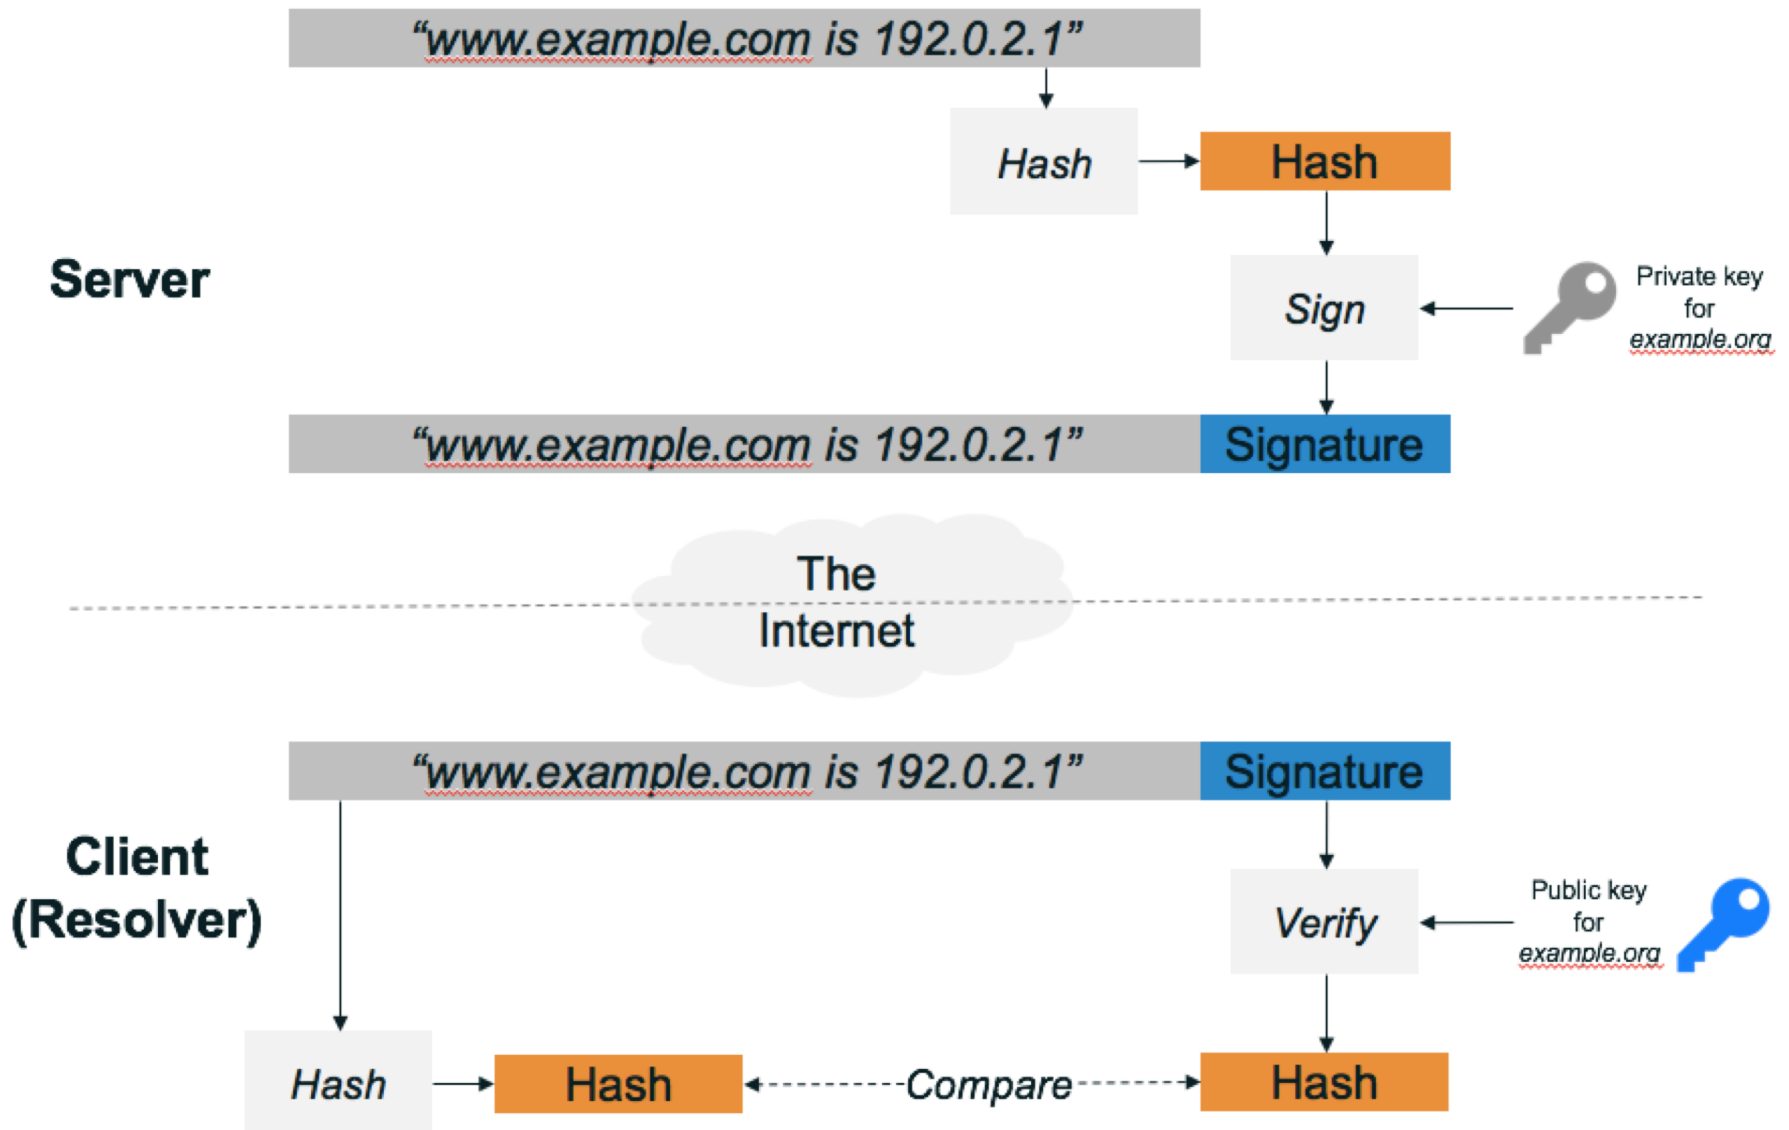 “www.example.com is 192.0.2.1”
Hash
Hash
Server
Sign
Private key
for
example.org
“www.example.com is 192.0.2.1”
Signature
The
Internet
“www.example.com is 192.0.2.1”
Signature
Client
(Resolver)
Verify
Public key
for
example.org
Hash
Hash
Compare
Hash